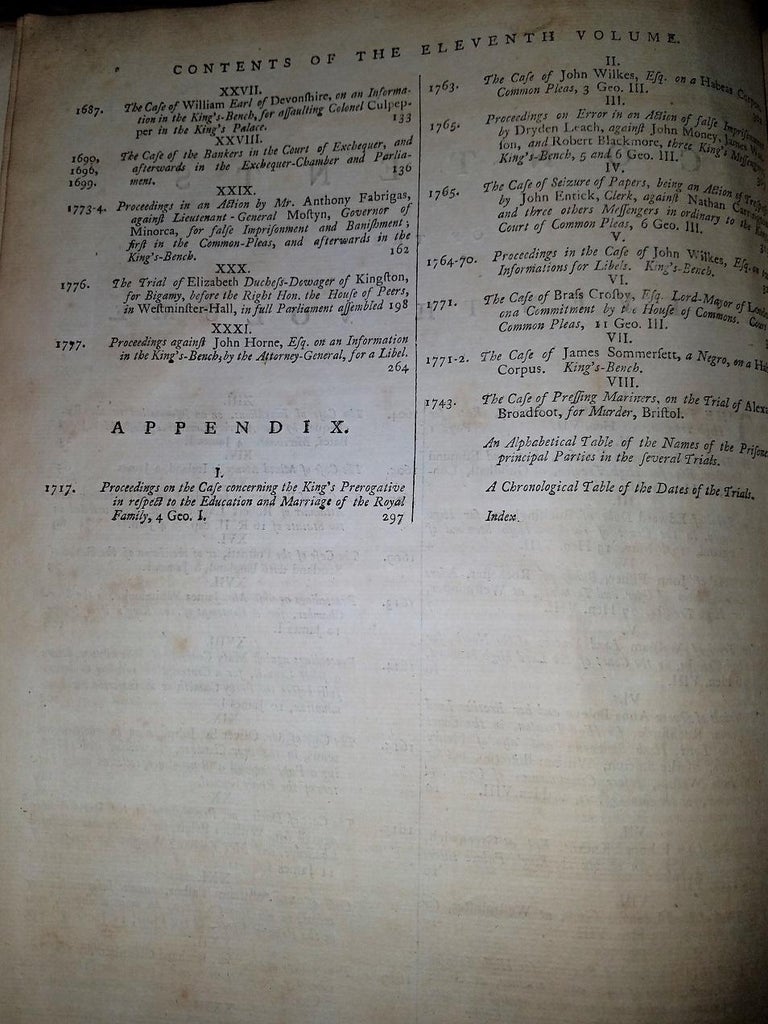 CONTENTS OF THE ELEVENTH VOLUME.
XXVII.
1687. The Caſe of William Earl of Devonſhire, on an Informa-
tion in the King's-Bench, for aſſaulting Colonel Culpep-
per in the King's Palace. 133
XXVIII.
1690, The Caſe of the Bankers in the Court of Exchequer, and
1696, afterwards in the Exchequer-Chamber and Parlia-
1699. ment. 136
XXIX.
1773-4. Proceedings in an Action by Mr. Anthony Fabrigas,
againſt Lieutenant-General Moſtyn, Governor of
Minorca, for falſe Impriſonment and Baniſhment;
firſt in the Common-Pleas, and afterwards in the
King's-Bench. 162
XXX.
1776. The Trial of Elizabeth Ducheſs-Dowager of Kingſton,
for Bigamy, before the Right Hon. the Houſe of Peers,
in Weſtminſter-Hall, in full Parliament aſſembled 198
XXXI.
1777. Proceedings againſt John Horne, Eſq. on an Information
in the King's-Bench, by the Attorney-General, for a Libel.
264
APPENDIX.
I.
1717. Proceedings on the Caſe concerning the King's Prerogative
in reſpect to the Education and Marriage of the Royal
Family, 4 Geo. I. 297
II.
1763. The Caſe of John Wilkes, Eſq. on a Habeas Corpus,
Common Pleas, 3 Geo. III.
III.
1765. Proceedings on Error in an Action of falſe Impriſonment
by Dryden Leach, againſt John Money, James
ſon, and Robert Blackmore, three King's Meſſengers
King's-Bench, 5 and 6 Geo. III.
IV.
1765. The Caſe of Seizure of Papers, being an Action of
by John Entick, Clerk, againſt Nathan
and three others Meſſengers in ordinary to the
Court of Common Pleas, 6 Geo. III.
V.
1764-70. Proceedings in the Caſe of John Wilkes, Eſq. on
Informations for Libels. King's-Bench.
VI.
1771. The Caſe of Braſs Croſby, Eſq. Lord-Mayor of
on a Commitment by the Houſe of Commons. Court
Common Pleas, 11 Geo. III.
VII.
1771-2. The Caſe of James Sommerſett, a Negro, on a
Corpus. King's-Bench.
VIII.
1743. The Caſe of Preſſing Mariners, on the Trial of
Broadfoot, for Murder, Briſtol.
An Alphabetical Table of the Names of the
principal Parties in the ſeveral Trials.
A Chronological Table of the Dates of the Trials.
Index.